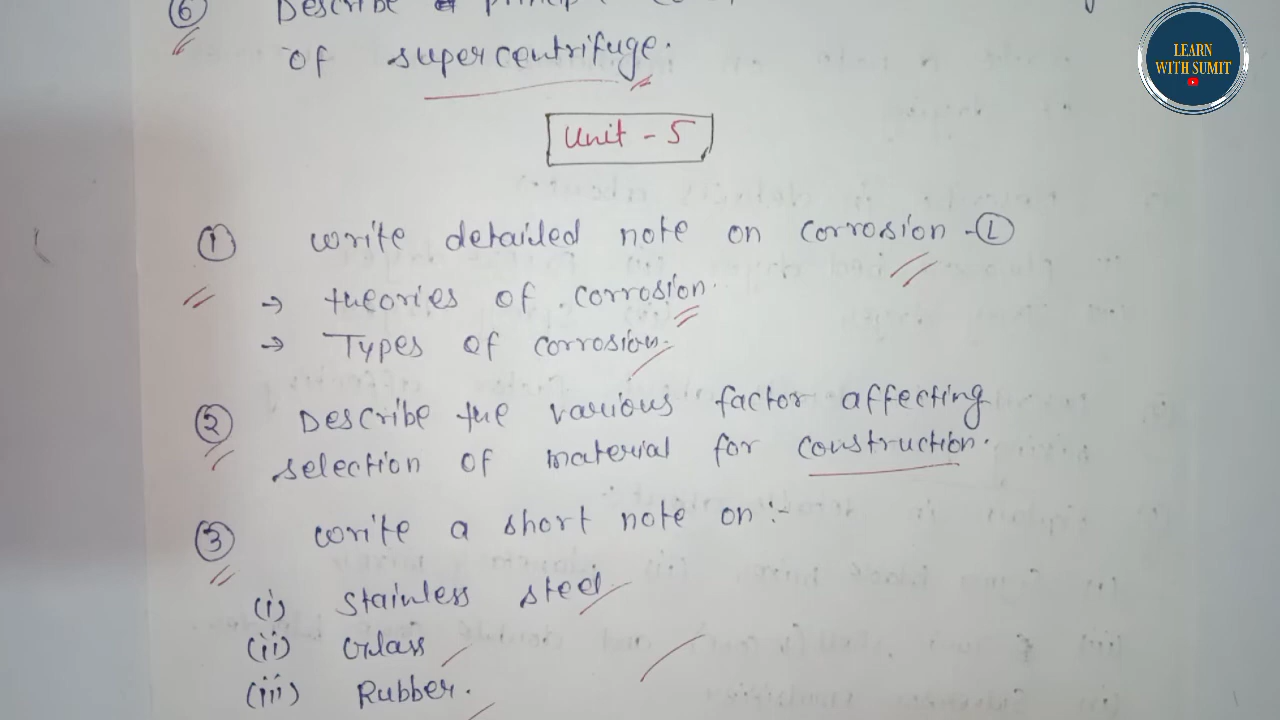 6 Describe
of supercentrifuge.
LEARN
WITH SUMIT
Unit - 5
1 write detailed note on corrosion - L
→ theories of corrosion.
→ Types of corrosion.
2 Describe the various factor affecting
selection of material for construction.
3 write a short note on :-
(i) stainless steel
(ii) Glass
(iii) Rubber.